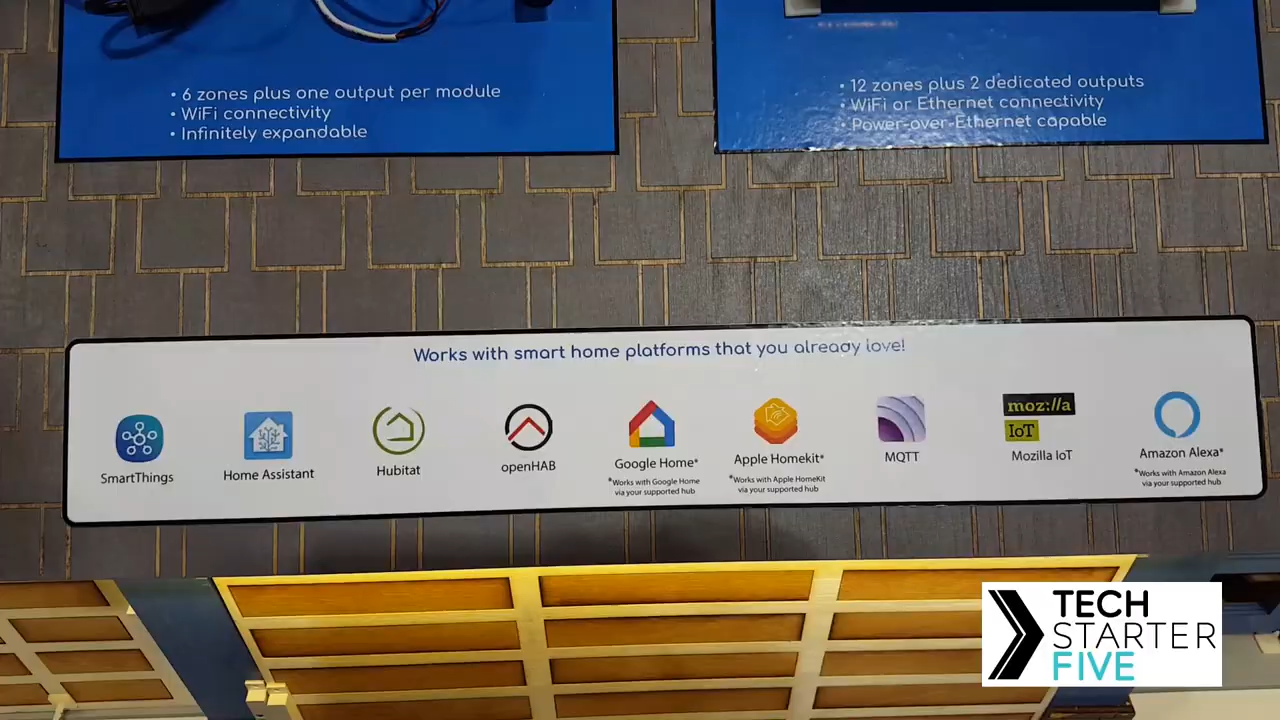 • 6 zones plus one output per module
• WiFi connectivity
• Infinitely expandable
• 12 zones plus 2 dedicated outputs
• WiFi or Ethernet connectivity
• Power-over-Ethernet capable
Works with smart home platforms that you already love!
SmartThings
Home Assistant
Hubitat
openHAB
Google Home*
*Works with Google Home
via your supported hub
Apple Homekit*
*Works with Apple HomeKit
via your supported hub
MQTT
moz://a
IoT
Mozilla IoT
Amazon Alexa*
*Works with Amazon Alexa
via your supported hub
TECH
STARTER
FIVE